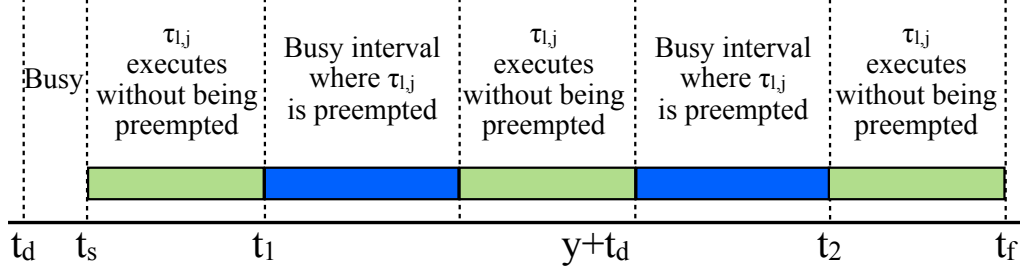 Busy
τl,j
executes
without being
preempted
Busy interval
where τl,j
is preempted
τl,j
executes
without being
preempted
Busy interval
where τl,j
is preempted
τl,j
executes
without being
preempted
td ts t1 y+td t2 tf